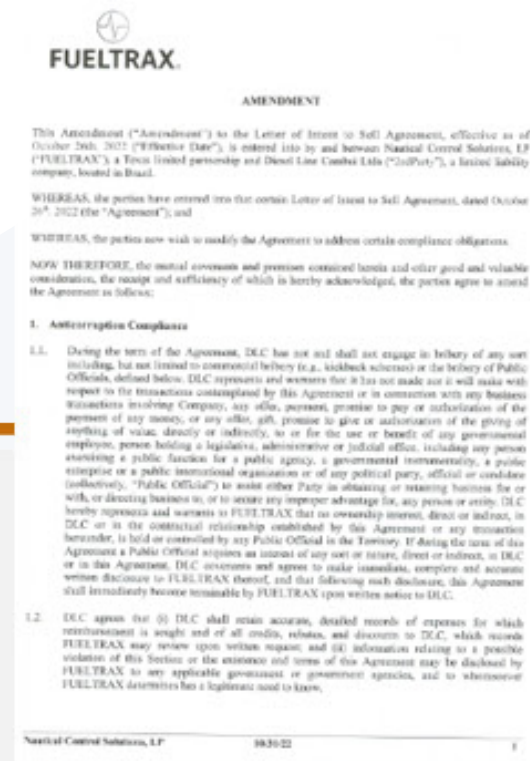 FUELTRAX
AMENDMENT
This Amendment ("Amendment") to the Letter of Intent to Sell Agreement, effective as of
October 26th, 2022 ("Effective Date"), is entered into by and between Nautical Control Solutions, LP
("FUELTRAX"), a Texas limited partnership and Diesel Line Combei Ltda ("2ndParty"), a limited liability
company, located in Brazil.
WHEREAS, the parties have entered into that certain Letter of Intent to Sell Agreement, dated October
26th, 2022 (the "Agreement"); and
WHEREAS, the parties now wish to modify the Agreement to address certain compliance obligations.
NOW THEREFORE, the mutual covenants and premises contained herein and other good and valuable
consideration, the receipt and sufficiency of which is hereby acknowledged, the parties agree to amend
the Agreement as follows:
1. Anticorruption Compliance
1.1. During the term of the Agreement, DLC has not and shall not engage in bribery of any sort
including, but not limited to commercial bribery (e.g., kickback schemes) or the bribery of Public
Officials, defined below. DLC represents and warrants that it has not made nor it will make with
respect to the transactions contemplated by this Agreement or in connection with any business
transactions involving Company, any offer, payment, promise to pay or authorization of the
payment of any money, or any offer, gift, promise to give or authorization of the giving of
anything of value, directly or indirectly, to or for the use or benefit of any governmental
employee, person holding a legislative, administrative or judicial office, including any person
exercising a public function for a public agency, a governmental instrumentality, a public
enterprise or a public international organization or of any political party, official or candidate
(collectively, "Public Official") to assist either Party in obtaining or retaining business for or
with, or directing business to, or to secure any improper advantage for, any person or entity. DLC
hereby represents and warrants to FUELTRAX that no ownership interest, direct or indirect, in
DLC or in the contractual relationship established by this Agreement or any transaction
hereunder, is held or controlled by any Public Official in the Territory. If during the term of this
Agreement a Public Official acquires an interest of any sort or nature, direct or indirect, in DLC
or in this Agreement, DLC covenants and agrees to make immediate, complete and accurate
written disclosure to FUELTRAX thereof, and that following such disclosure, this Agreement
shall immediately become terminable by FUELTRAX upon written notice to DLC.
1.2 DLC agrees that (i) DLC shall retain accurate, detailed records of expenses for which
reimbursement is sought and of all credits, rebates, and discounts to DLC, which records
FUELTRAX may review upon written request; and (ii) information relating to a possible
violation of this Section or the existence and terms of this Agreement may be disclosed by
FUELTRAX to any applicable government or government agencies, and to whomsoever
FUELTRAX determines has a legitimate need to know.
Nautical Control Solutions, LP 10-31-22 1